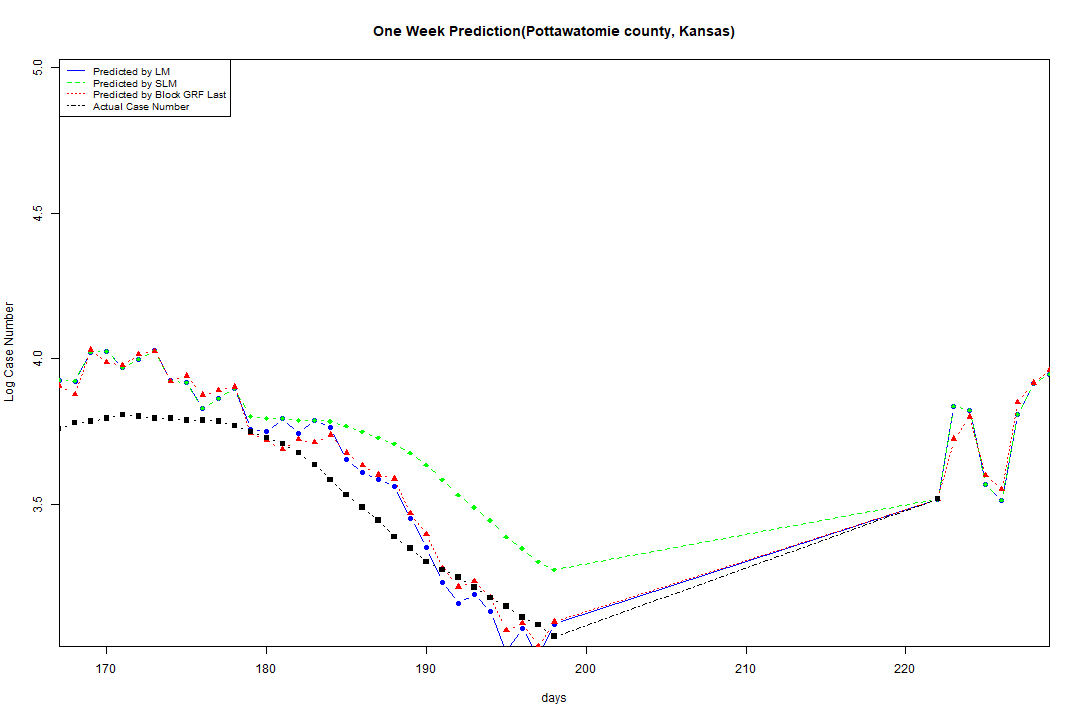 One Week Prediction(Pottawatomie county, Kansas)
Predicted by LM
Predicted by SLM
Predicted by Block GRF Last
Actual Case Number
Log Case Number
5.0
4.5
4.0
3.5
170 180 190 200 210 220
days